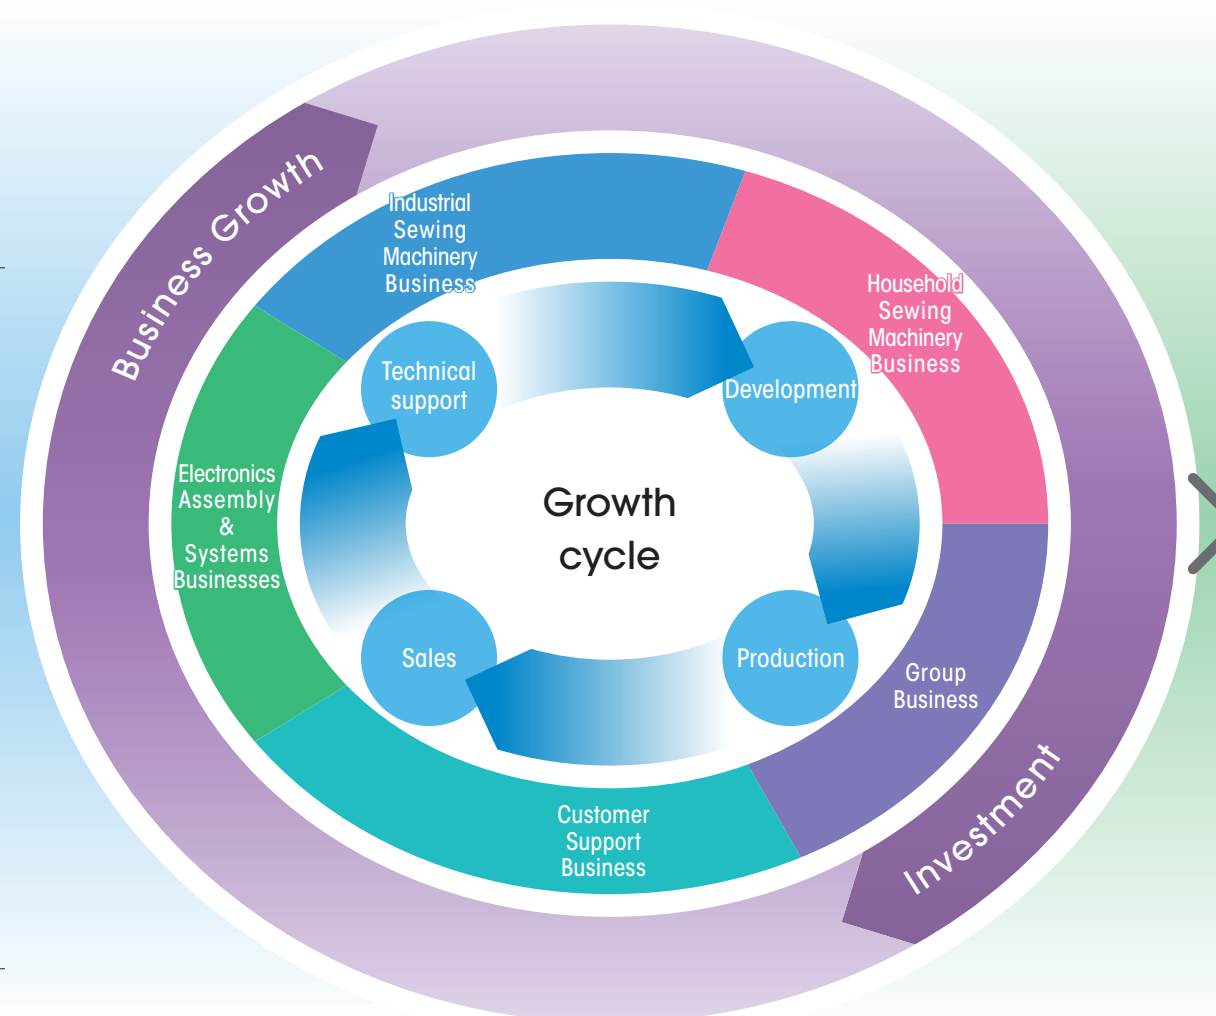 Business Growth
Industrial
Sewing
Machinery
Business
Household
Sewing
Machinery
Business
Technical
support
Development
Electronics
Assembly
&
Systems
Businesses
Growth
cycle
Sales
Production
Group
Business
Customer
Support
Business
Investment